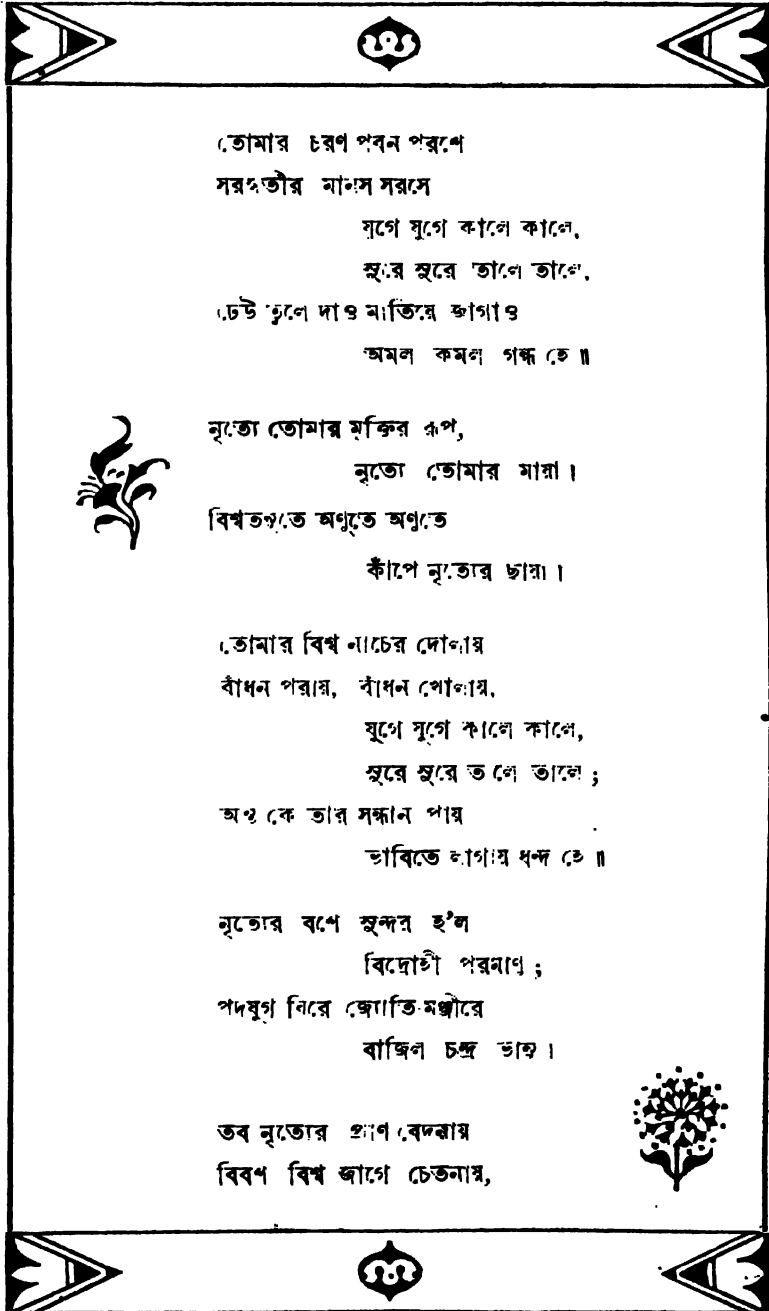 তোমার চরণ পবন পরশে
সরস্বতীর মানস সরসে
যুগে যুগে কালে কালে,
সুরে সুরে তালে তালে,
ঢেউ তুলে দাও মাতিয়ে জাগাও
অমল কমল গন্ধ হে॥
নৃত্যে তোমার মুক্তির রূপ,
নৃত্যে তোমার মায়া।
বিশ্বতনুতে অণুতে অণুতে
কাঁপে নৃত্যের ছায়া।
তোমার বিশ্ব নাচের দোলায়
বাঁধন পরায়, বাঁধন খোলায়,
যুগে যুগে কালে কালে,
সুরে সুরে তালে তালে;
অন্ত কে তার সন্ধান পায়
ভাবিতে লাগায় ধন্দ হে॥
নৃত্যের বশে সুন্দর হ'ল
বিদ্রোহী পরমাণু;
পদযুগ ঘিরে জ্যোতি-মঞ্জীরে
বাজিল চন্দ্র ভানু।
তব নৃত্যের প্রাণ বেদনায়
বিবশ বিশ্ব জাগে চেতনায়,